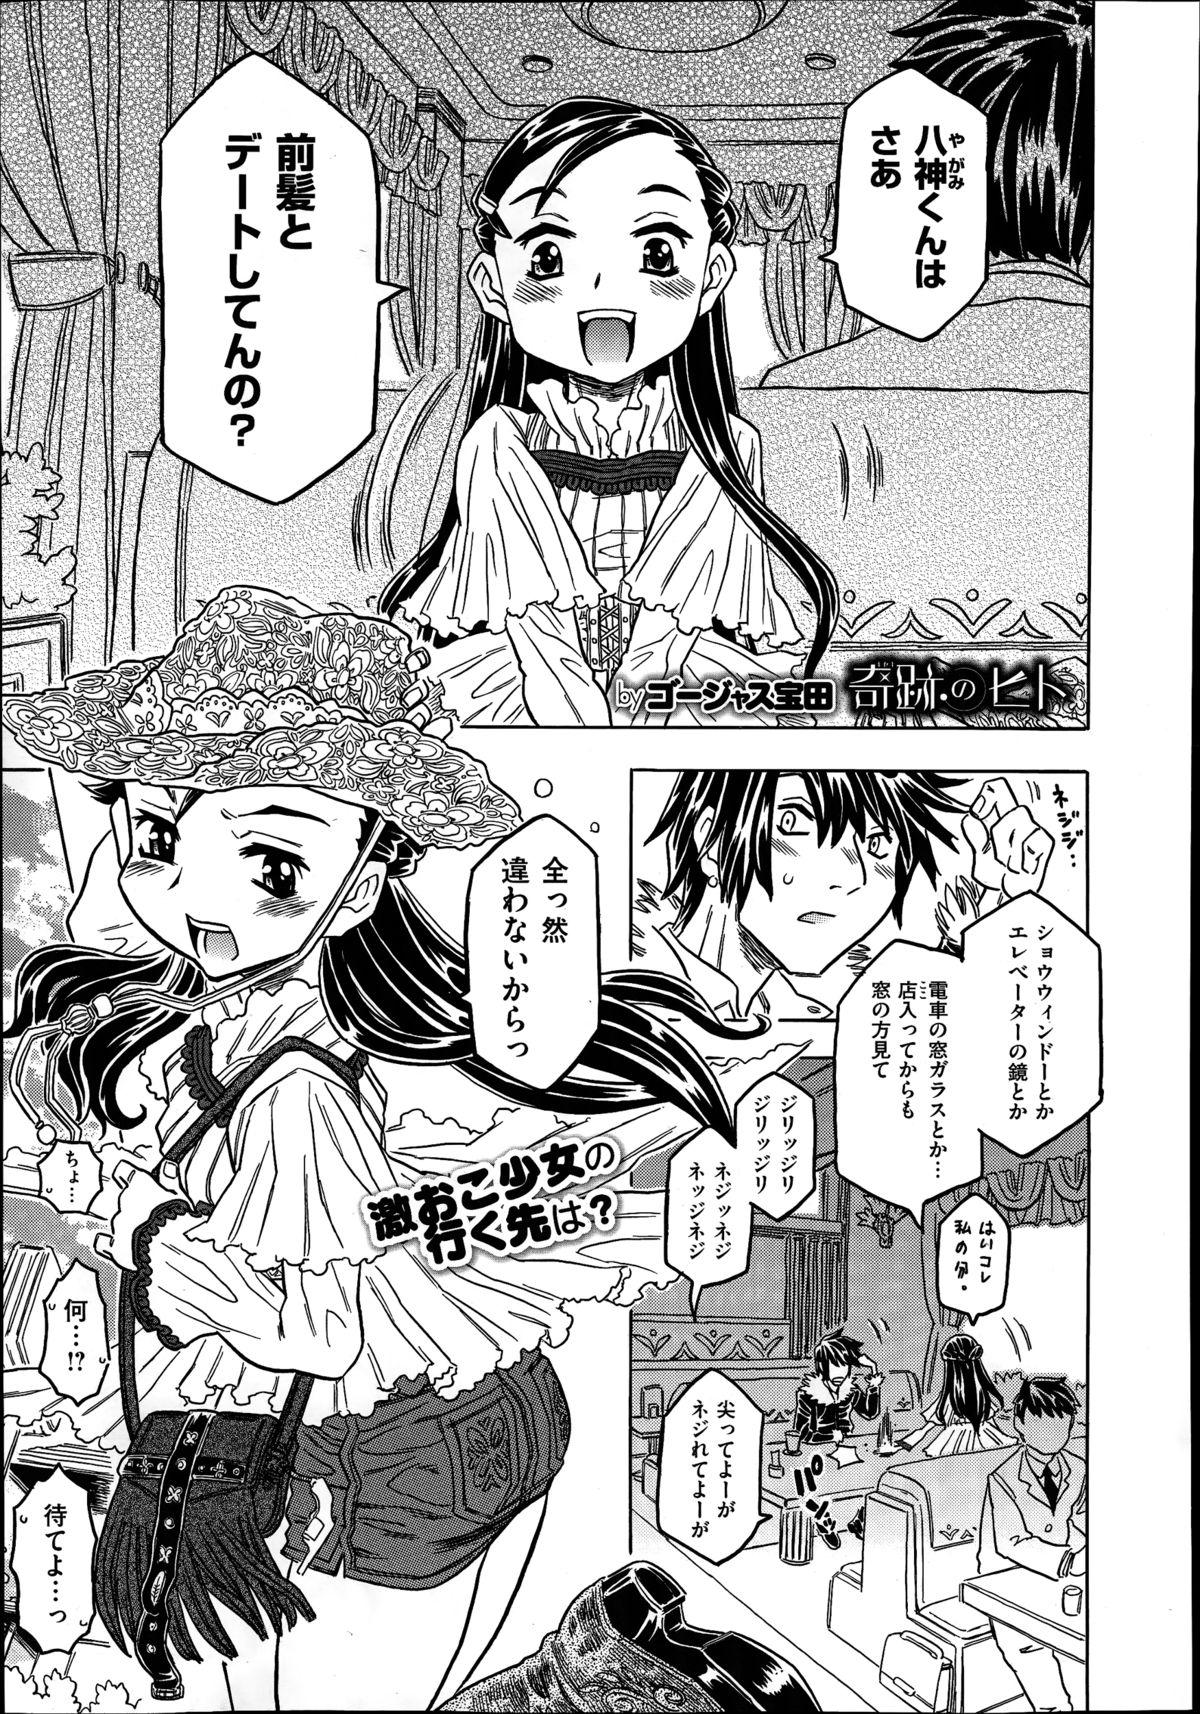 八神くんは
さあ
やがみ
前髪と
デートしてんの？
by ゴージャス宝田
奇跡のヒト
ネジジ…
ショウウィンドーとか
エレベーターの鏡とか
電車の窓ガラスとか…
店入ってからも
ここ
窓の方見て
ジリッジリ
ジリッジリ
ネジッネジ
ネッジネジ
はいコレ
私の分。
尖ってよーが
ネジれてよーが
全っ然
違わないからっ
激おこ少女の
行く先は？
ちょ…
何…!?
待てよ…っ